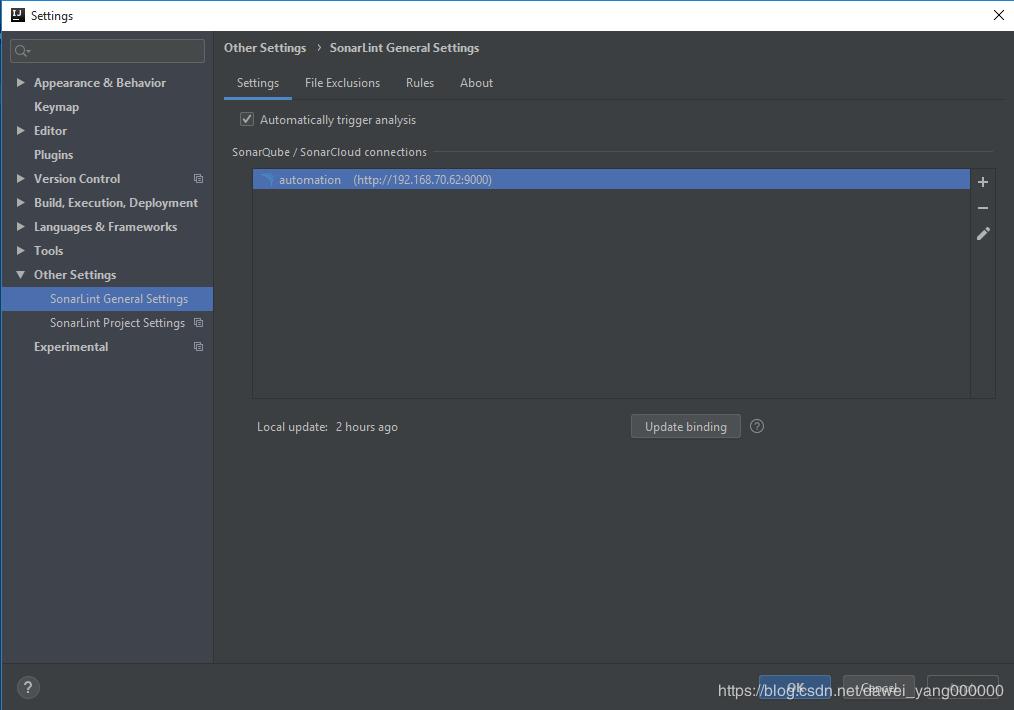 Settings
Other Settings › SonarLint General Settings
Appearance & Behavior
Keymap
Editor
Plugins
Version Control
Build, Execution, Deployment
Languages & Frameworks
Tools
Other Settings
SonarLint General Settings
SonarLint Project Settings
Experimental
Settings File Exclusions Rules About
Automatically trigger analysis
SonarQube / SonarCloud connections
automation (http://192.168.70.62:9000)
Local update: 2 hours ago
Update binding ?
? OK Cancel
https://blog.csdn.net/dawei_yang000000